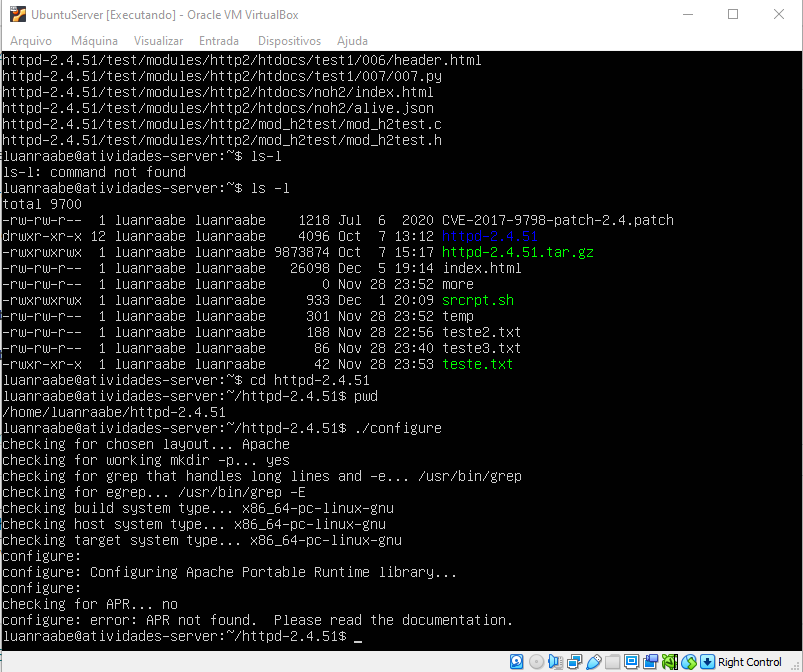 UbuntuServer [Executando] - Oracle VM VirtualBox
Arquivo Máquina Visualizar Entrada Dispositivos Ajuda
httpd-2.4.51/test/modules/http2/htdocs/test1/006/header.html
httpd-2.4.51/test/modules/http2/htdocs/test1/007/007.py
httpd-2.4.51/test/modules/http2/htdocs/noh2/index.html
httpd-2.4.51/test/modules/http2/htdocs/noh2/alive.json
httpd-2.4.51/test/modules/http2/mod_h2test/mod_h2test.c
httpd-2.4.51/test/modules/http2/mod_h2test/mod_h2test.h
luanraabe@atividades-server:~$ ls-l
ls-l: command not found
luanraabe@atividades-server:~$ ls -l
total 9700
-rw-rw-r--  1 luanraabe luanraabe    1218 Jul  6  2020 CVE-2017-9798-patch-2.4.patch
drwxr-xr-x 12 luanraabe luanraabe    4096 Oct  7 13:12 httpd-2.4.51
-rwxrwxrwx  1 luanraabe luanraabe 9873874 Oct  7 15:17 httpd-2.4.51.tar.gz
-rw-rw-r--  1 luanraabe luanraabe   26098 Dec  5 19:14 index.html
-rw-rw-r--  1 luanraabe luanraabe       0 Nov 28 23:52 more
-rwxrwxrwx  1 luanraabe luanraabe     933 Dec  1 20:09 srcrpt.sh
-rw-rw-r--  1 luanraabe luanraabe     301 Nov 28 23:52 temp
-rw-rw-r--  1 luanraabe luanraabe     188 Nov 28 22:56 teste2.txt
-rw-rw-r--  1 luanraabe luanraabe      86 Nov 28 23:40 teste3.txt
-rwxr-xr-x  1 luanraabe luanraabe      42 Nov 28 23:53 teste.txt
luanraabe@atividades-server:~$ cd httpd-2.4.51
luanraabe@atividades-server:~/httpd-2.4.51$ pwd
/home/luanraabe/httpd-2.4.51
luanraabe@atividades-server:~/httpd-2.4.51$ ./configure
checking for chosen layout... Apache
checking for working mkdir -p... yes
checking for grep that handles long lines and -e... /usr/bin/grep
checking for egrep... /usr/bin/grep -E
checking build system type... x86_64-pc-linux-gnu
checking host system type... x86_64-pc-linux-gnu
checking target system type... x86_64-pc-linux-gnu
configure:
configure: Configuring Apache Portable Runtime library...
configure:
checking for APR... no
configure: error: APR not found.  Please read the documentation.
luanraabe@atividades-server:~/httpd-2.4.51$ _
Right Control